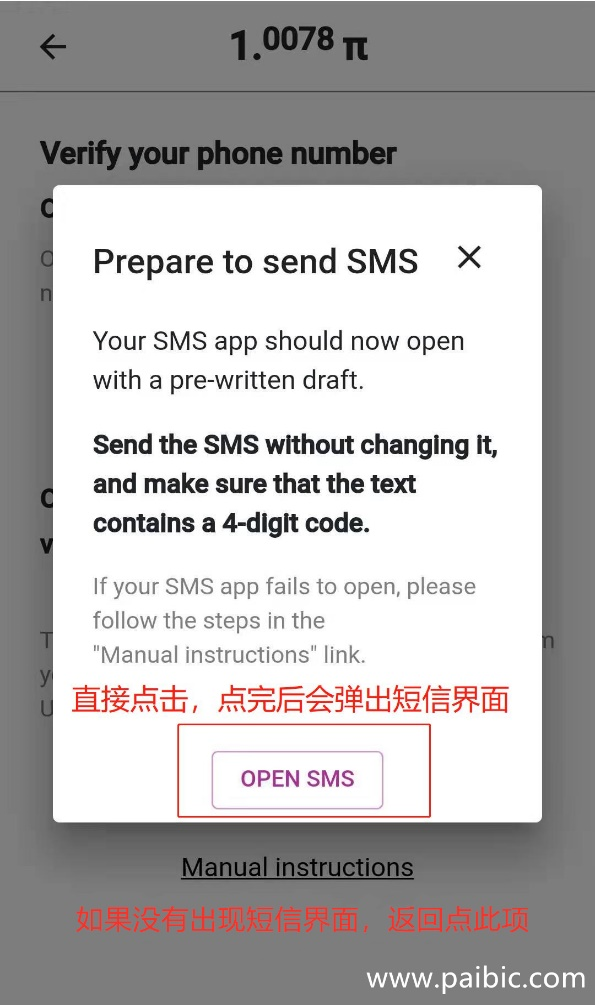 1.0078 π
Verify your phone number
Prepare to send SMS
Your SMS app should now open
with a pre-written draft.
Send the SMS without changing it,
and make sure that the text
contains a 4-digit code.
If your SMS app fails to open, please
follow the steps in the
"Manual instructions" link.
直接点击，点完后会弹出短信界面
OPEN SMS
Manual instructions
如果没有出现短信界面，返回点此项
www.paibic.com